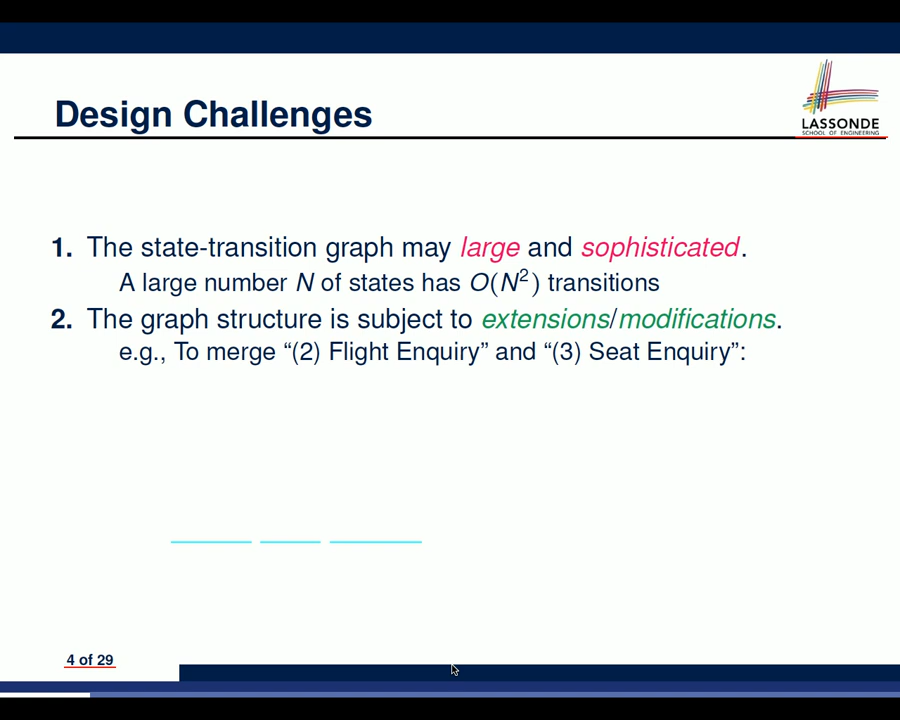 Design Challenges
LASSONDE
SCHOOL OF ENGINEERING
1. The state-transition graph may large and sophisticated.
A large number N of states has O(N²) transitions
2. The graph structure is subject to extensions/modifications.
e.g., To merge “(2) Flight Enquiry” and “(3) Seat Enquiry”:
4 of 29